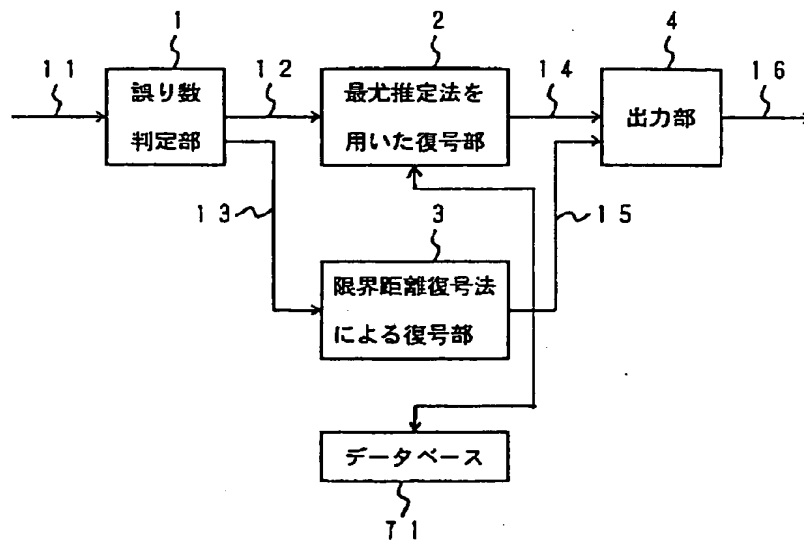 1
2
4
11
12
14
16
誤り数
判定部
最尤推定法を
用いた復号部
出力部
13
3
15
限界距離復号法
による復号部
データベース
T1